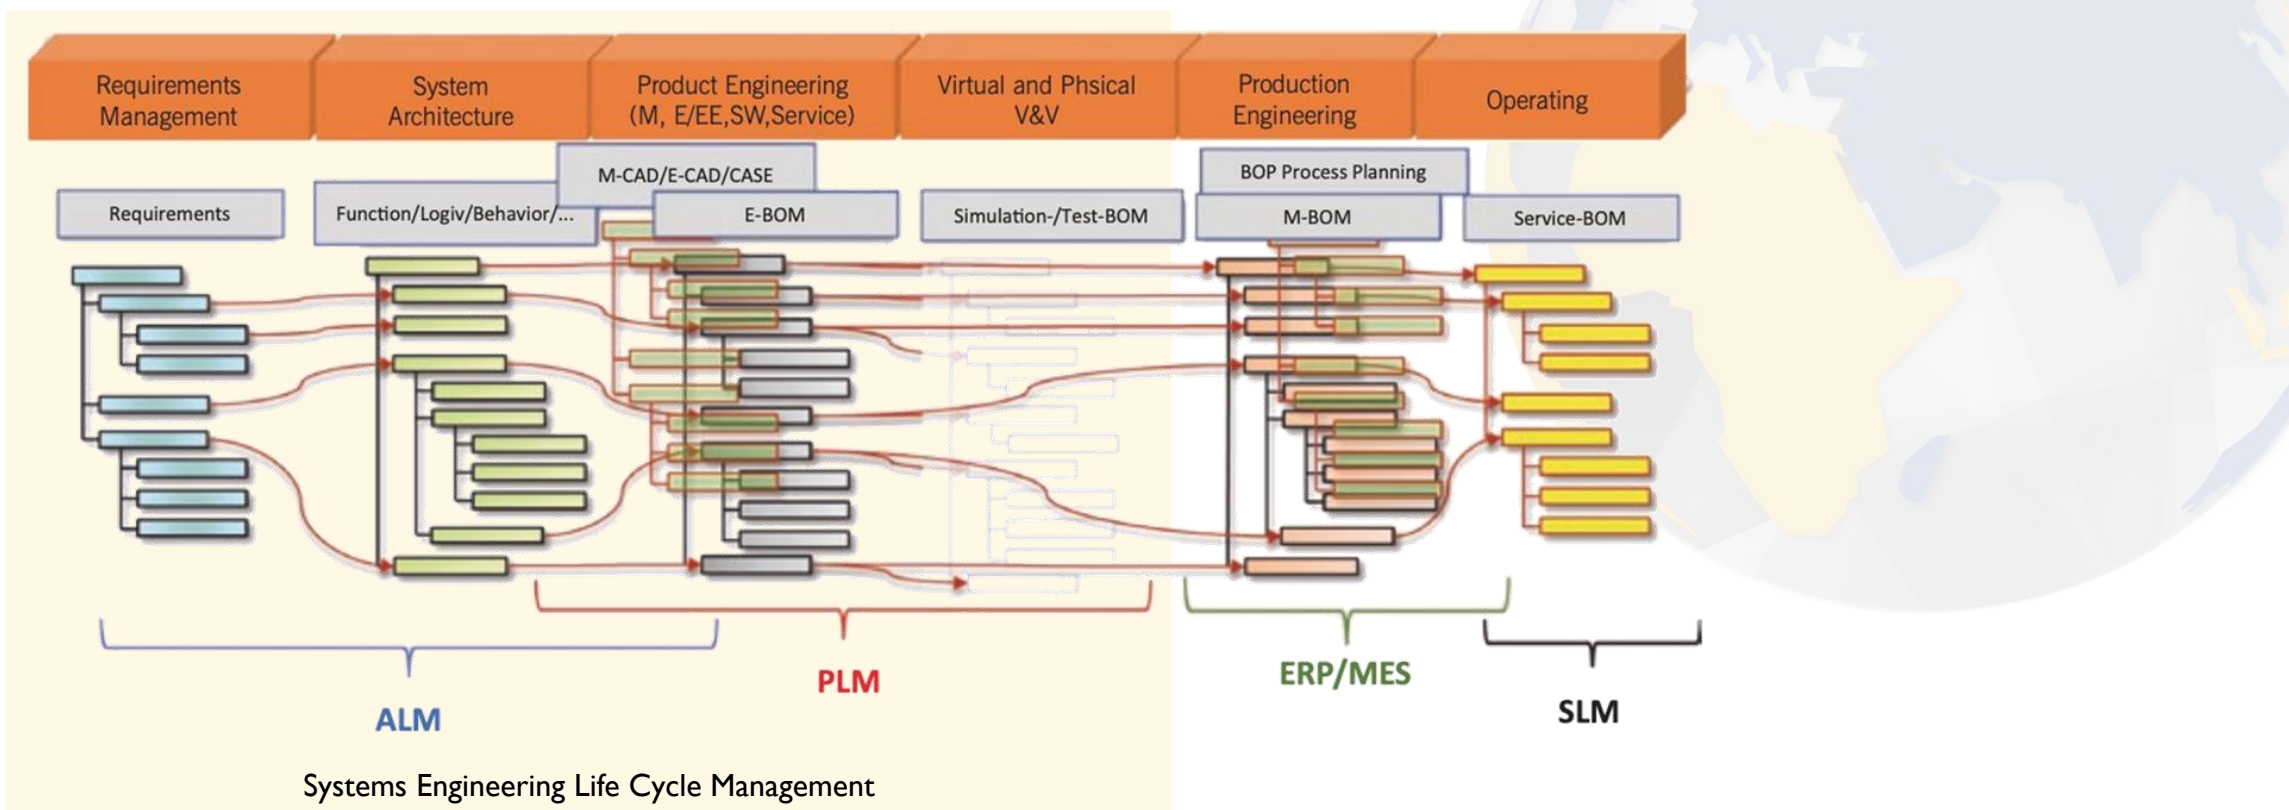 Requirements
Management
System
Architecture
Product Engineering
(M, E/EE,SW,Service)
Virtual and Phsical
V&V
Production
Engineering
Operating
M-CAD/E-CAD/CASE
BOP Process Planning
Requirements
Function/Logiv/Behavior/...
E-BOM
Simulation-/Test-BOM
M-BOM
Service-BOM
PLM
ERP/MES
ALM
SLM
Systems Engineering Life Cycle Management